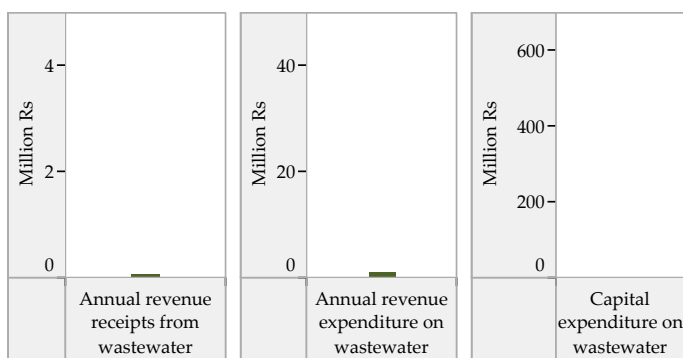 Million Rs
4
2
0
Annual revenue
receipts from
wastewater
Million Rs
40
20
0
Annual revenue
expenditure on
wastewater
Million Rs
600
400
200
0
Capital
expenditure on
wastewater